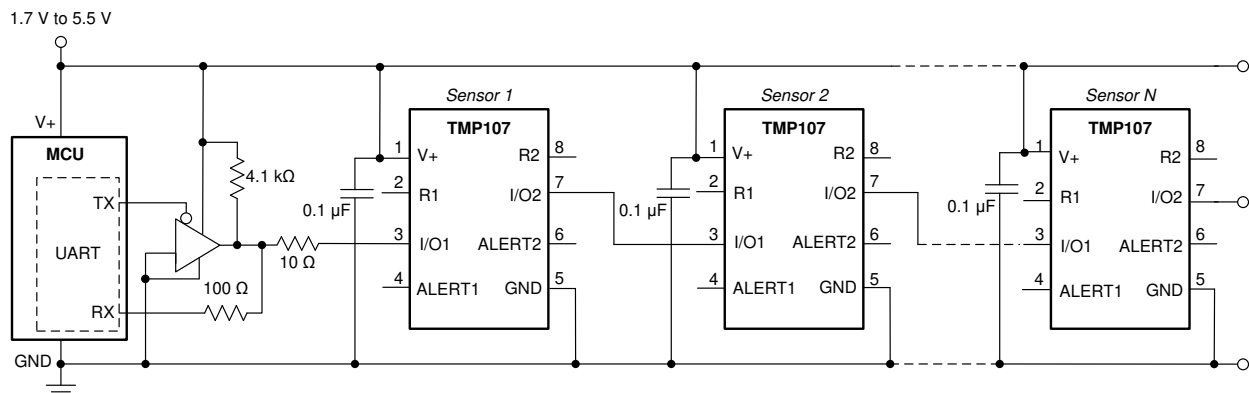 1.7 V to 5.5 V
V+
MCU
TX
UART
RX
GND
4.1 kΩ
10 Ω
100 Ω
0.1 µF
Sensor 1
TMP107
1
V+
R2
8
2
R1
I/O2
7
3
I/O1
ALERT2
6
4
ALERT1
GND
5
0.1 µF
Sensor 2
TMP107
1
V+
R2
8
2
R1
I/O2
7
3
I/O1
ALERT2
6
4
ALERT1
GND
5
0.1 µF
Sensor N
TMP107
1
V+
R2
8
2
R1
I/O2
7
3
I/O1
ALERT2
6
4
ALERT1
GND
5